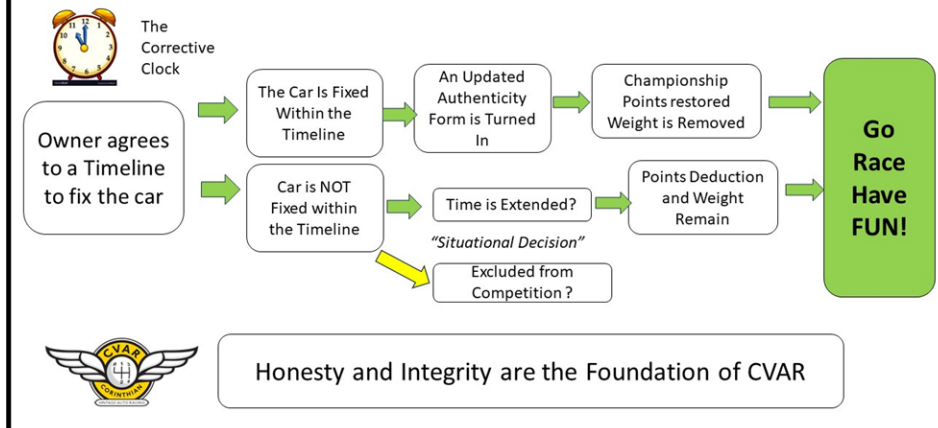 The
Corrective
Clock
Owner agrees
to a Timeline
to fix the car
The Car Is Fixed
Within the
Timeline
An Updated
Authenticity
Form is Turned
In
Championship
Points restored
Weight is Removed
Car is NOT
Fixed within
the Timeline
Time is Extended?
"Situational Decision"
Excluded from
Competition ?
Points Deduction
and Weight
Remain
Go
Race
Have
FUN!
CVAR
CORINTHIAN
VINTAGE AUTO RACING
Honesty and Integrity are the Foundation of CVAR